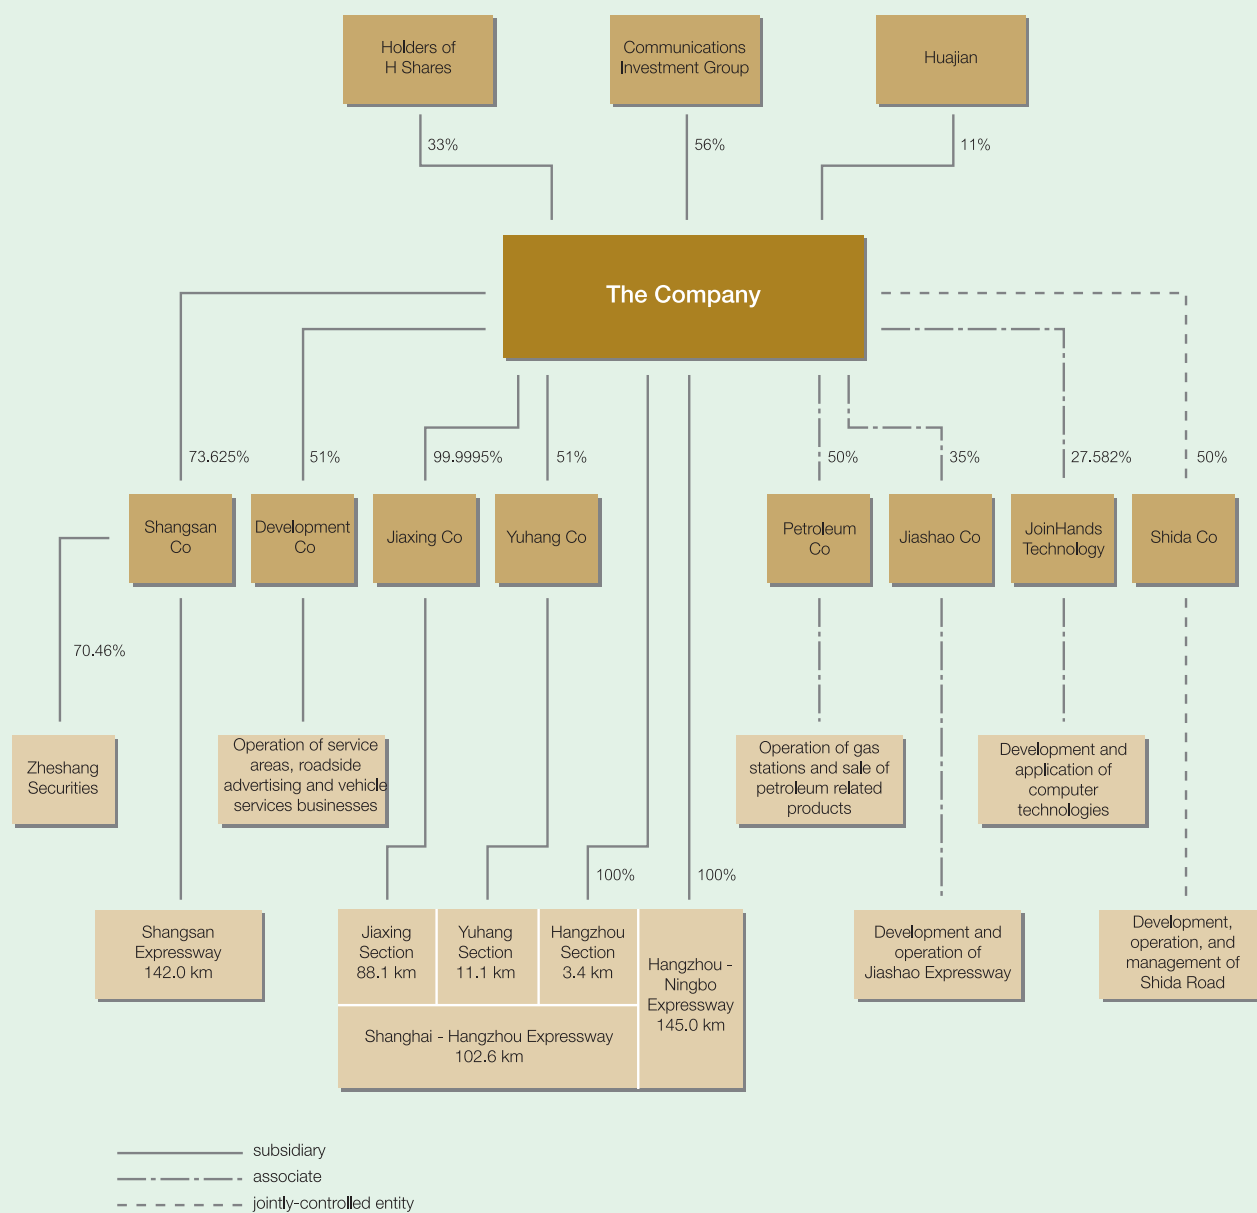 Holders of
H Shares
Communications
Investment Group
Huajian
33%
56%
11%
The Company
73.625%
51%
99.9995%
51%
50%
35%
27.582%
50%
Shangsan
Co
Development
Co
Jiaxing Co
Yuhang Co
Petroleum
Co
Jiashao Co
JoinHands
Technology
Shida Co
70.46%
Zheshang
Securities
Operation of service
areas, roadside
advertising and vehicle
services businesses
Operation of gas
stations and sale of
petroleum related
products
Development and
application of
computer
technologies
100%
100%
Shangsan
Expressway
142.0 km
Jiaxing
Section
88.1 km
Yuhang
Section
11.1 km
Hangzhou
Section
3.4 km
Hangzhou -
Ningbo
Expressway
145.0 km
Shanghai - Hangzhou Expressway
102.6 km
Development and
operation of
Jiashao Expressway
Development,
operation, and
management of
Shida Road
subsidiary
associate
jointly-controlled entity